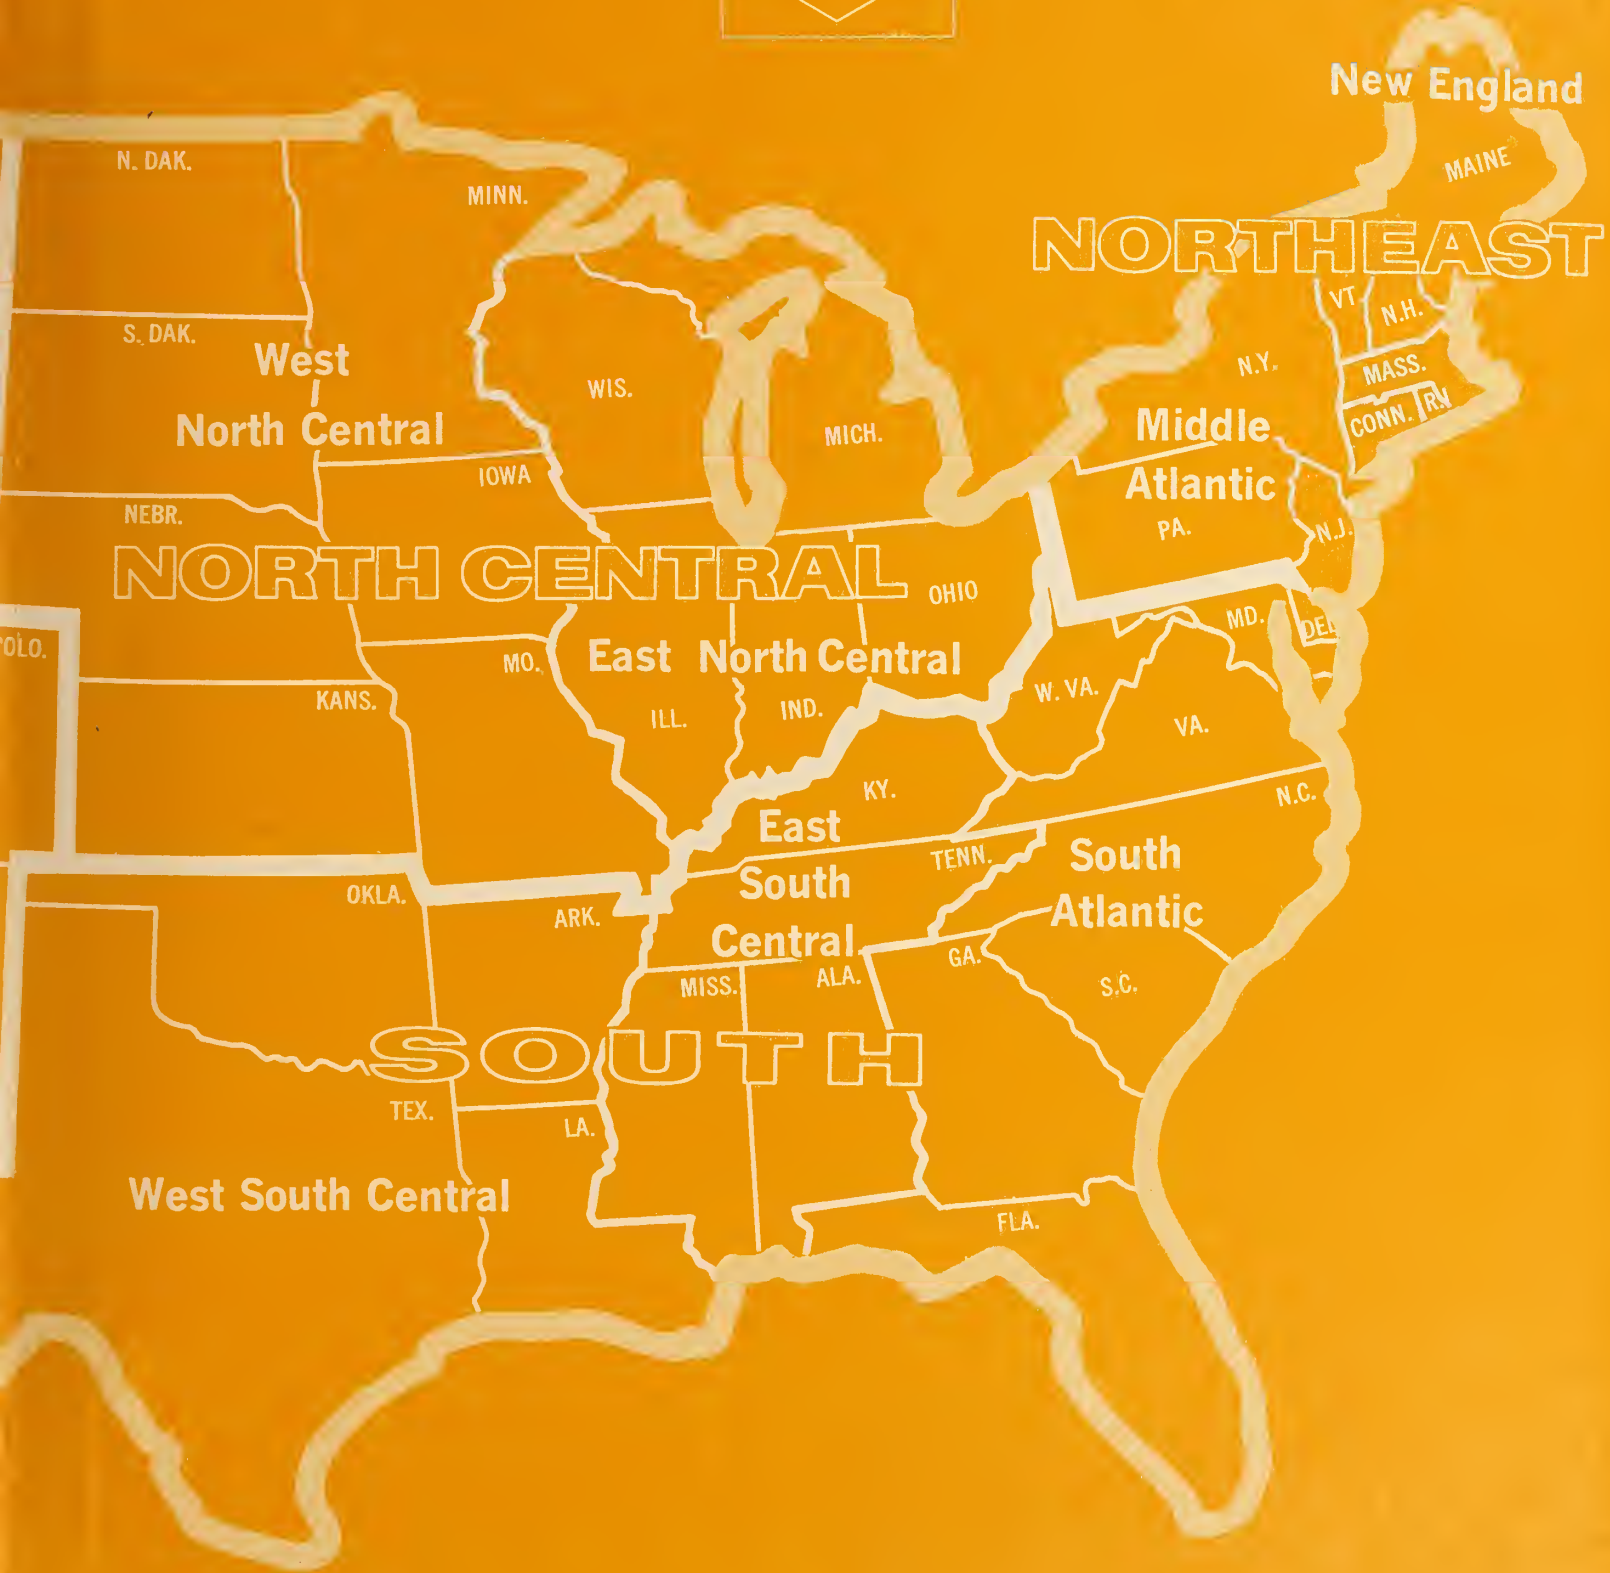 New England
MAINE
N. DAK.
MINN.
NORTHEAST
VT.
N.H.
S. DAK.
West
North Central
WIS.
MICH.
N.Y.
MASS.
CONN.
R.I.
Middle
Atlantic
PA.
N.J.
IOWA
NEBR.
NORTH CENTRAL
OHIO
MD.
DEL.
COLO.
MO.
East North Central
KANS.
ILL.
IND.
W. VA.
VA.
KY.
N.C.
East
South
Central
TENN.
South
Atlantic
OKLA.
ARK.
MISS.
ALA.
GA.
S.C.
SOUTH
TEX.
LA.
West South Central
FLA.